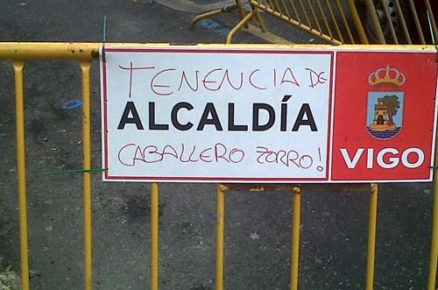 TENENCIA DE
ALCALDÍA
CABALLERO ZORRO!
VIGO